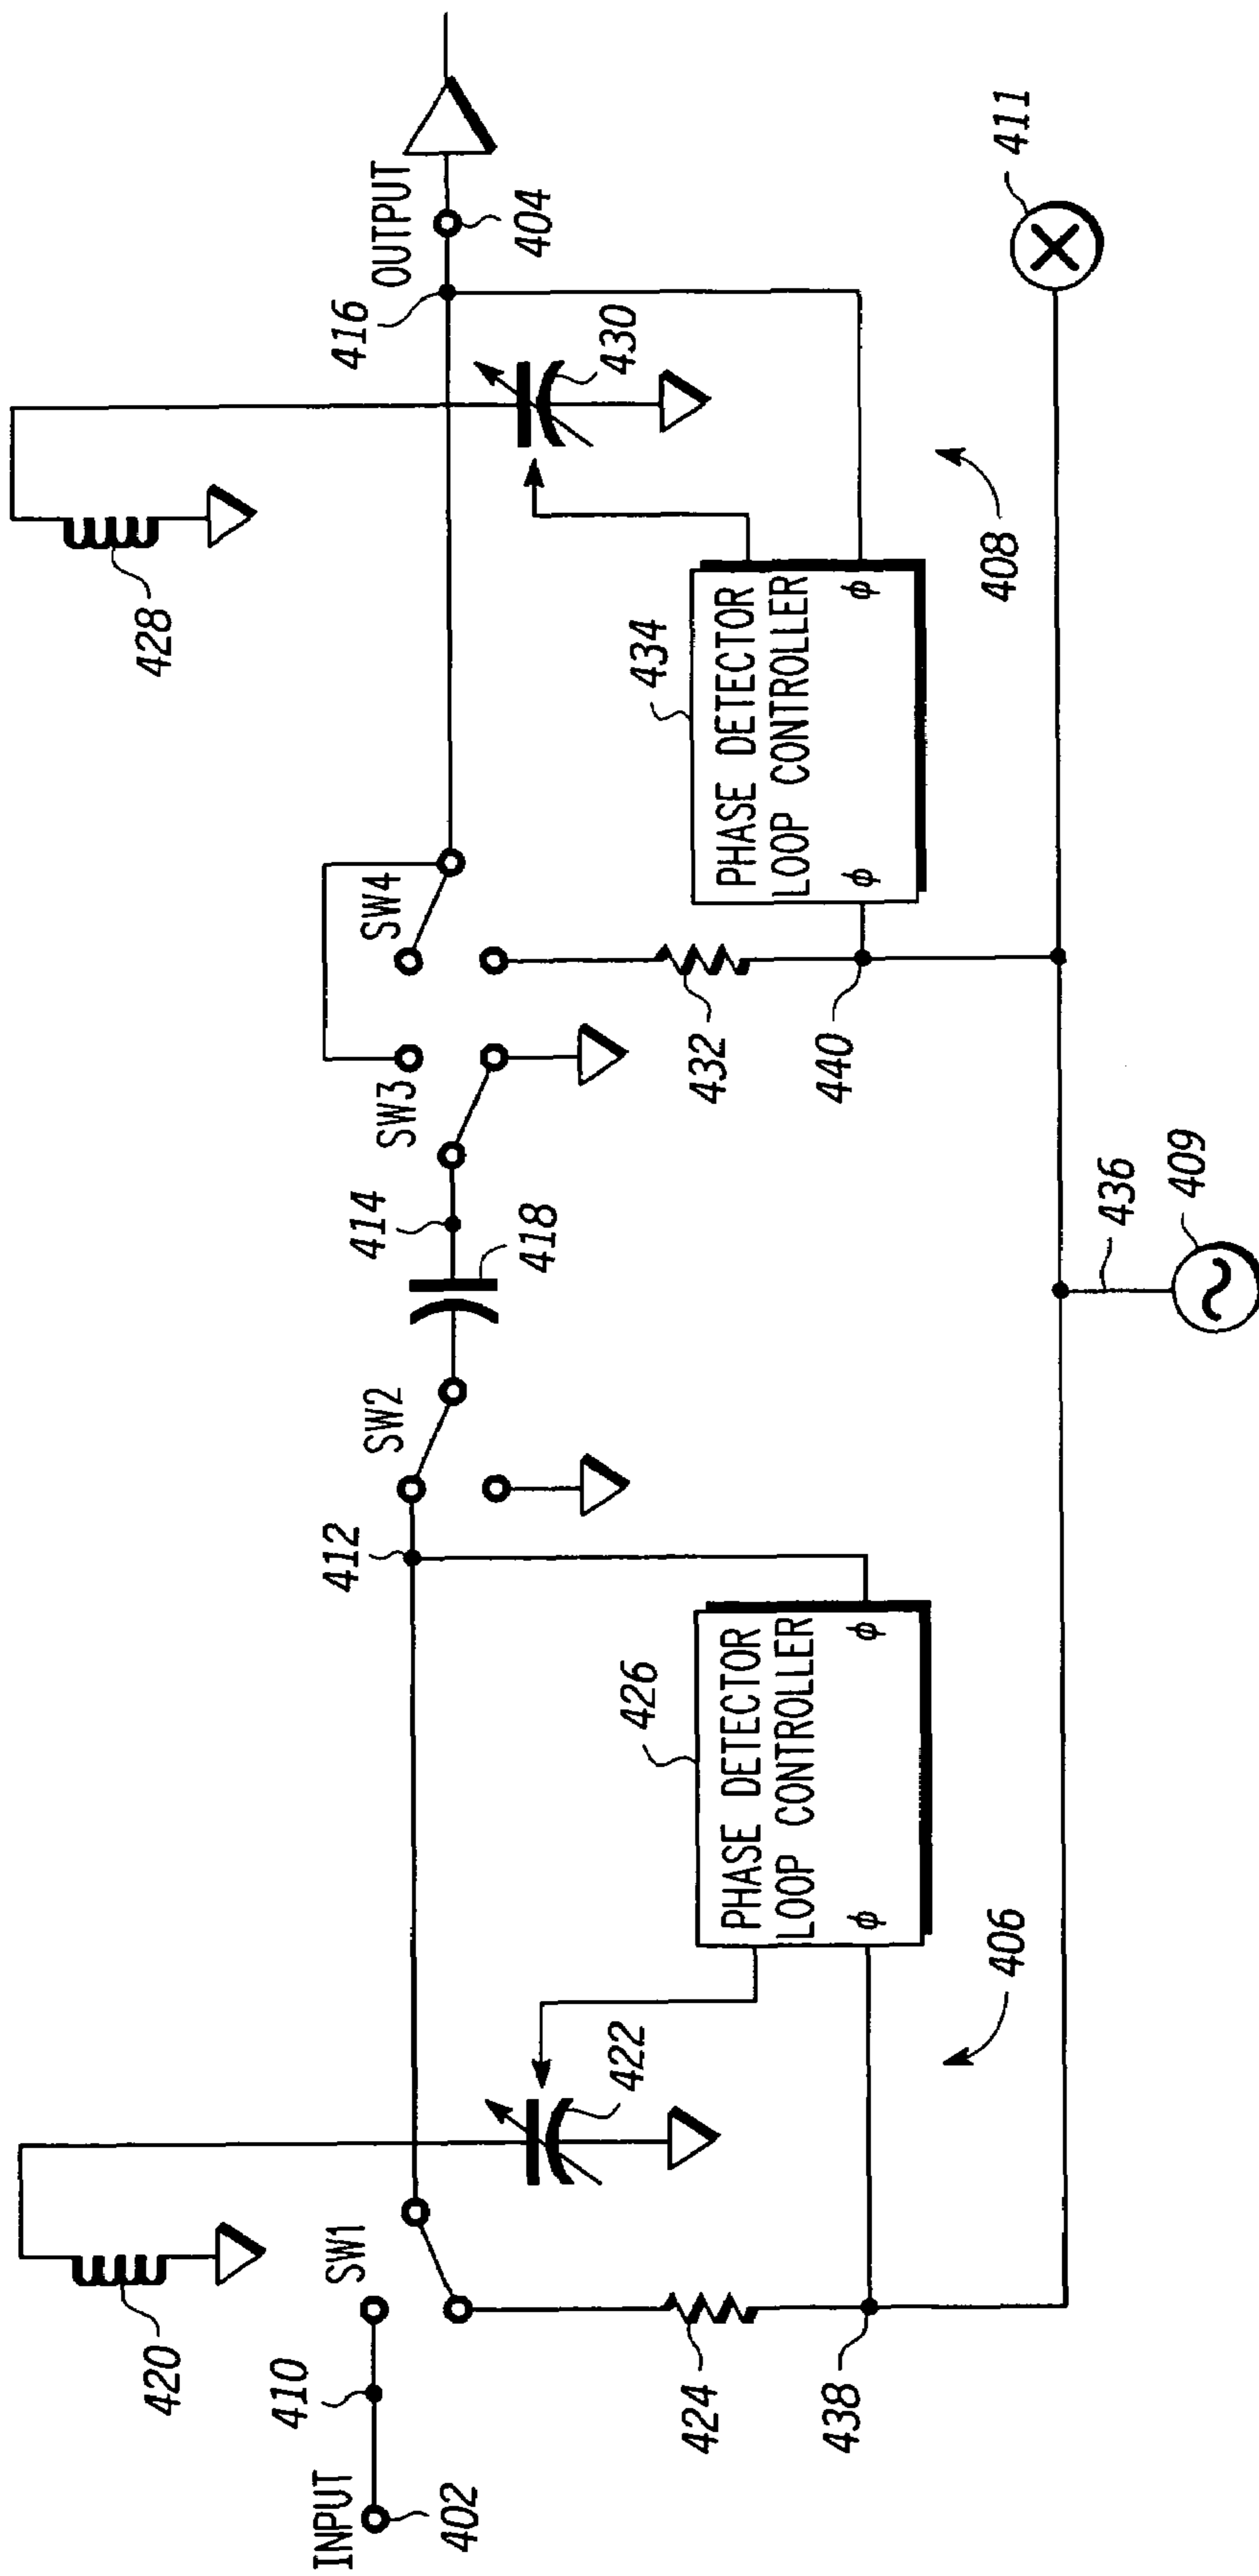 INPUT
402
410
SW1
420
422
424
438
406
426
PHASE DETECTOR
LOOP CONTROLLER
ϕ ϕ
412
SW2
418
414
SW3
SW4
432
440
436
409
428
434
PHASE DETECTOR
LOOP CONTROLLER
ϕ ϕ
408
430
416
OUTPUT
404
411